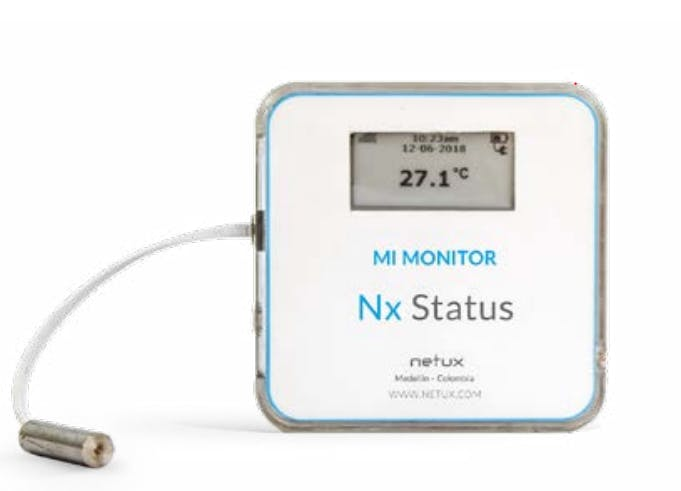 10:23am
12-06-2018
27.1°C
MI MONITOR
Nx Status
netux
Medellín - Colombia
WWW.NETUX.COM